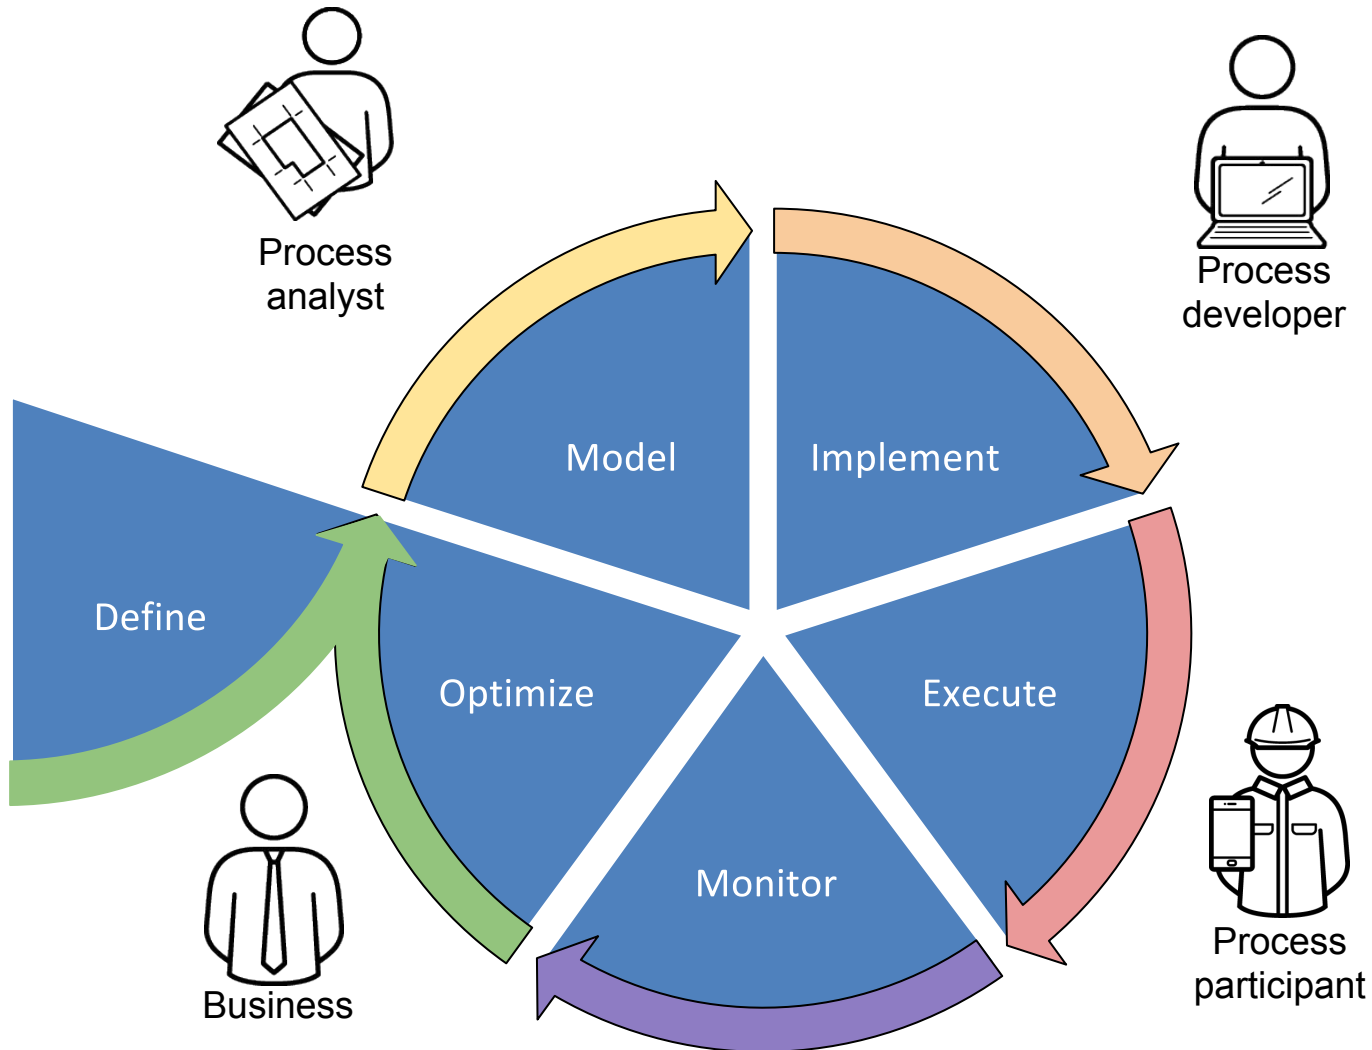 Process
analyst
Process
developer
Model
Implement
Define
Optimize
Execute
Monitor
Business
Process
participant